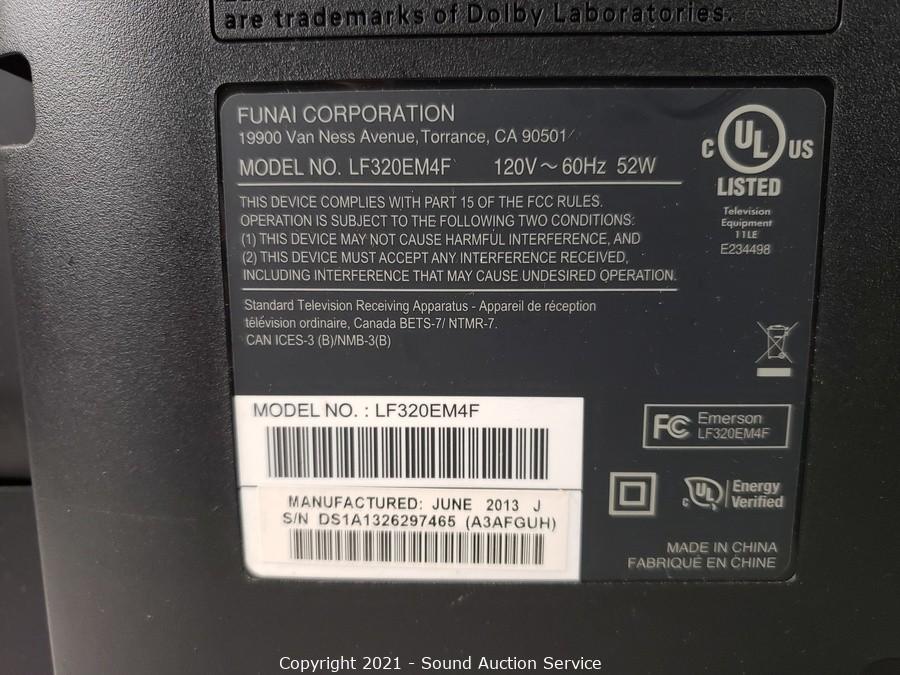 are trademarks of Dolby Laboratories.
FUNAI CORPORATION
19900 Van Ness Avenue, Torrance, CA 90501
MODEL NO. LF320EM4F 120V ~ 60Hz 52W
THIS DEVICE COMPLIES WITH PART 15 OF THE FCC RULES.
OPERATION IS SUBJECT TO THE FOLLOWING TWO CONDITIONS:
(1) THIS DEVICE MAY NOT CAUSE HARMFUL INTERFERENCE, AND
(2) THIS DEVICE MUST ACCEPT ANY INTERFERENCE RECEIVED,
INCLUDING INTERFERENCE THAT MAY CAUSE UNDESIRED OPERATION.
Standard Television Receiving Apparatus - Appareil de réception
télévision ordinaire, Canada BETS-7/ NTMR-7.
CAN ICES-3 (B)/NMB-3(B)
C UL US
LISTED
Television
Equipment
11LE
E234498
MODEL NO. : LF320EM4F
MANUFACTURED: JUNE 2013 J
S/N DS1A1326297465 (A3AFGUH)
FC Emerson
LF320EM4F
c UL Energy
Verified
MADE IN CHINA
FABRIQUÉ EN CHINE
Copyright 2021 - Sound Auction Service